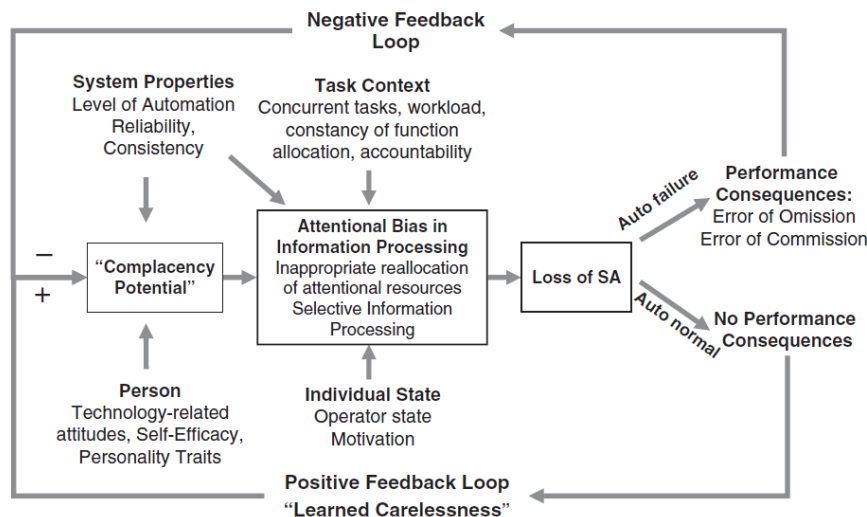 Negative Feedback
Loop
System Properties
Level of Automation
Reliability,
Consistency
Task Context
Concurrent tasks, workload,
constancy of function
allocation, accountability
Auto failure
Performance
Consequences:
Error of Omission
Error of Commission
−
+
“Complacency
Potential”
Attentional Bias in
Information Processing
Inappropriate reallocation
of attentional resources
Selective Information
Processing
Loss of SA
Auto normal
No Performance
Consequences
Person
Technology-related
attitudes, Self-Efficacy,
Personality Traits
Individual State
Operator state
Motivation
Positive Feedback Loop
“Learned Carelessness”